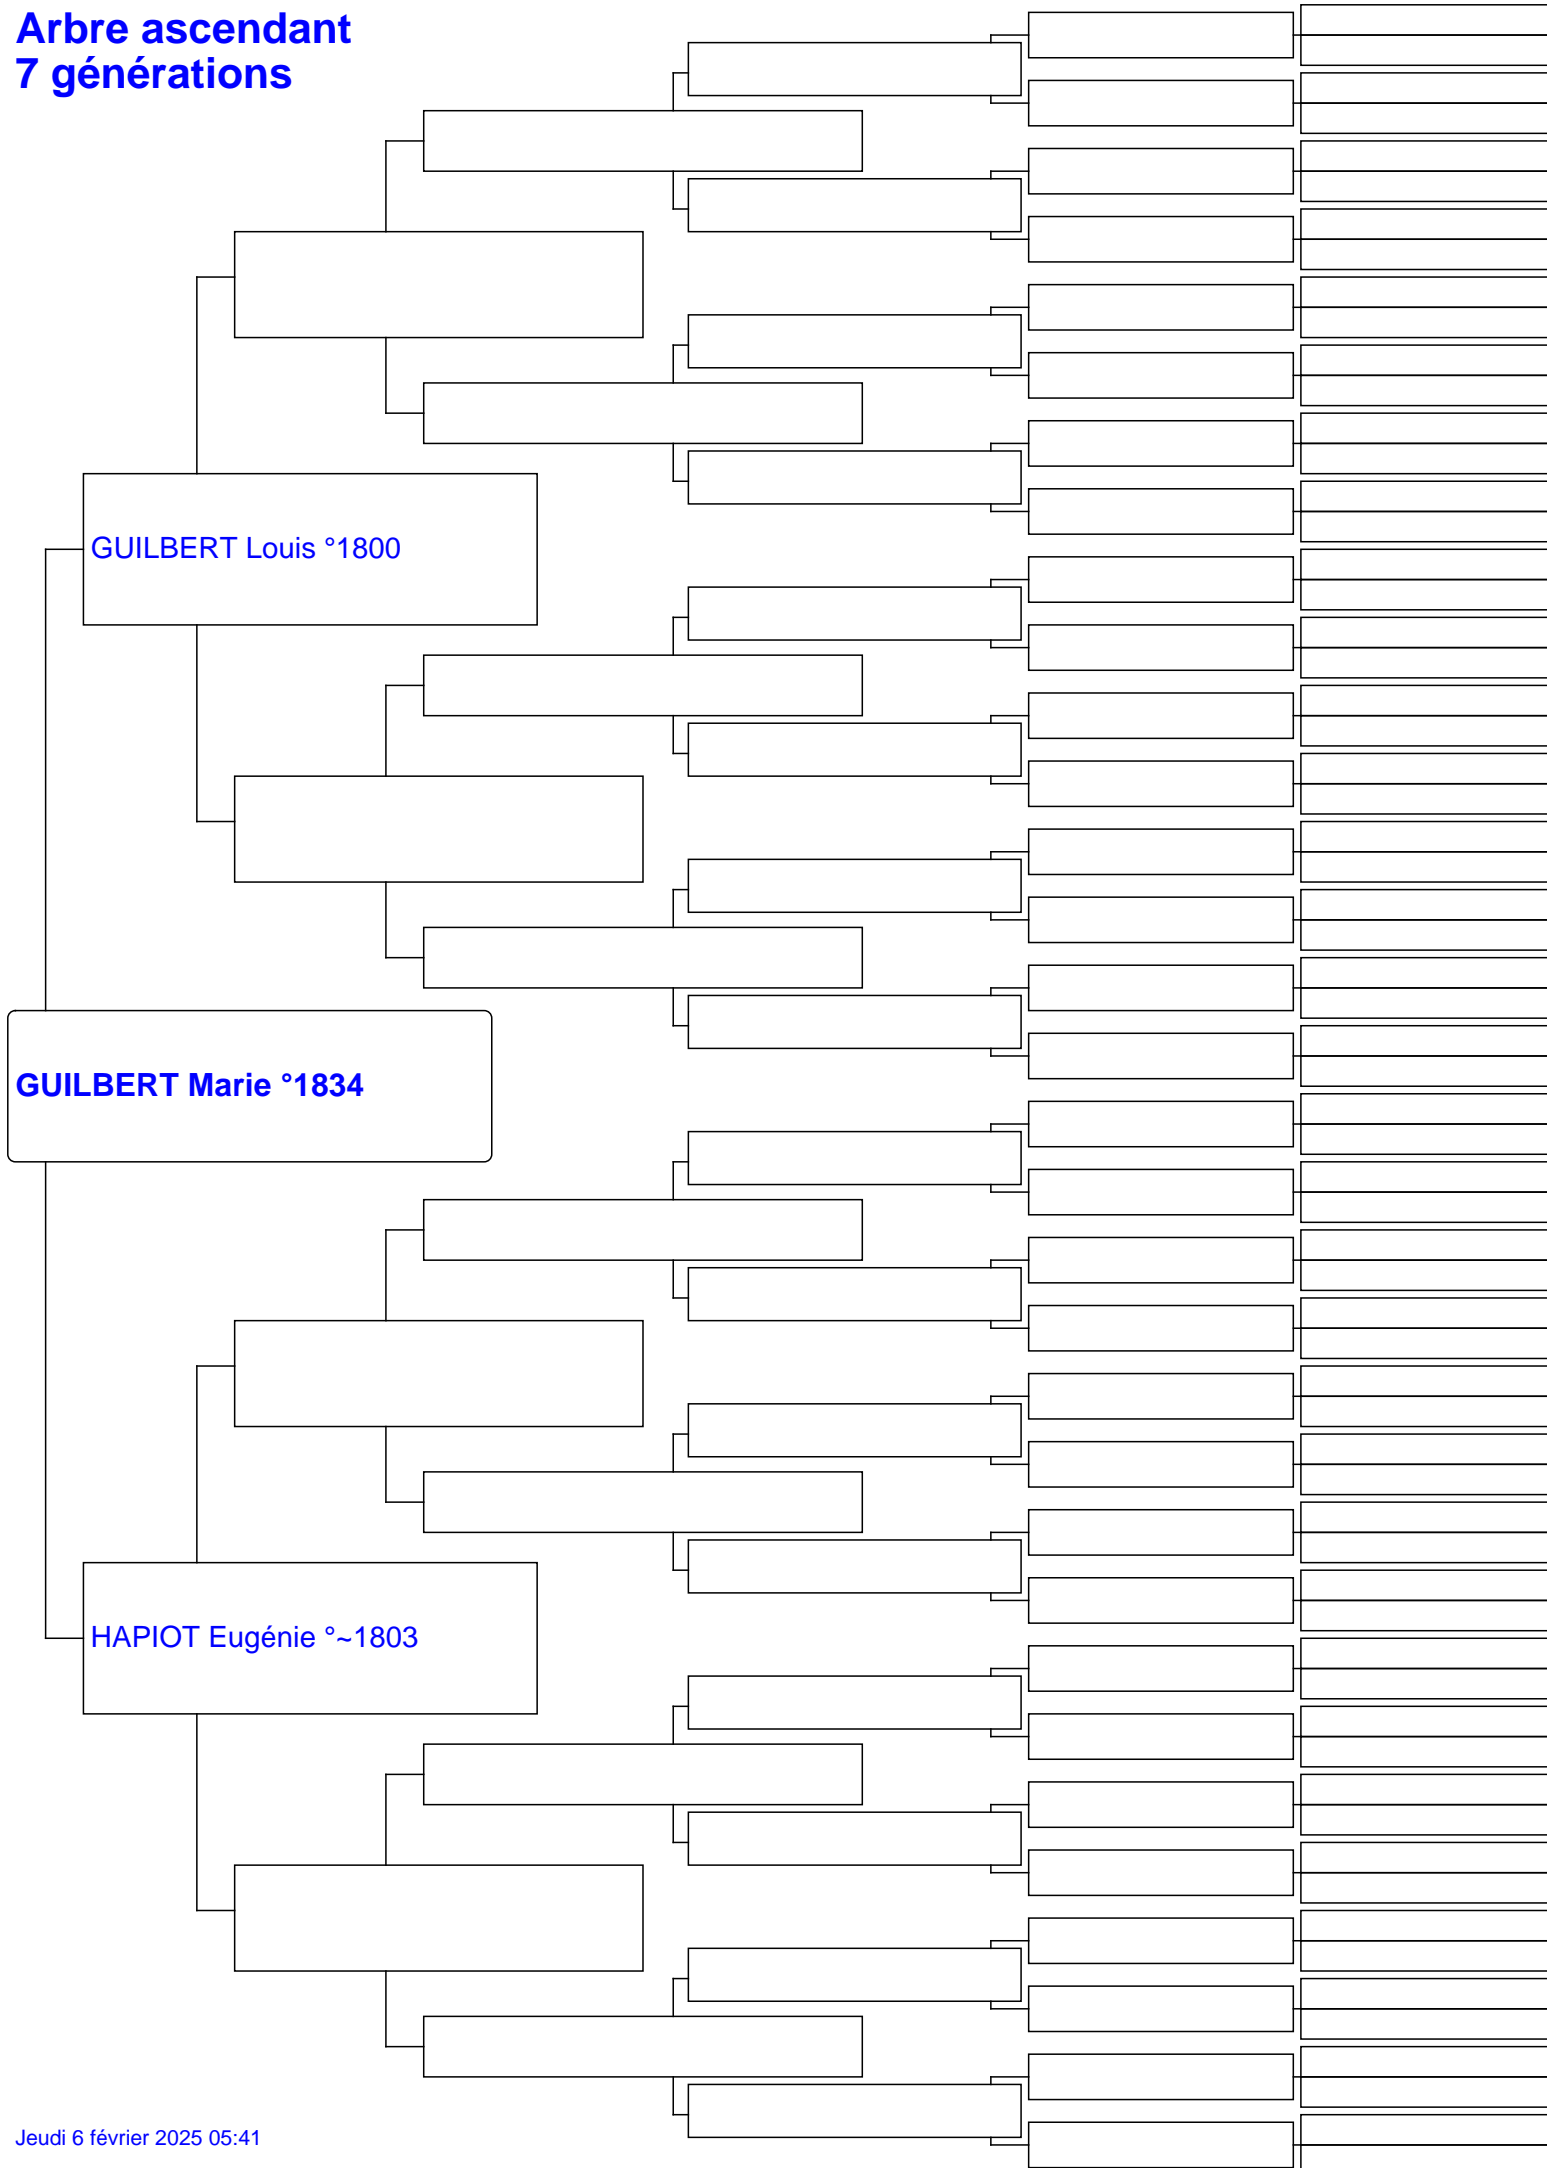 Arbre ascendant
7 générations
GUILBERT Louis °1800
GUILBERT Marie °1834
HAPIOT Eugénie °~1803
Jeudi 6 février 2025 05:41